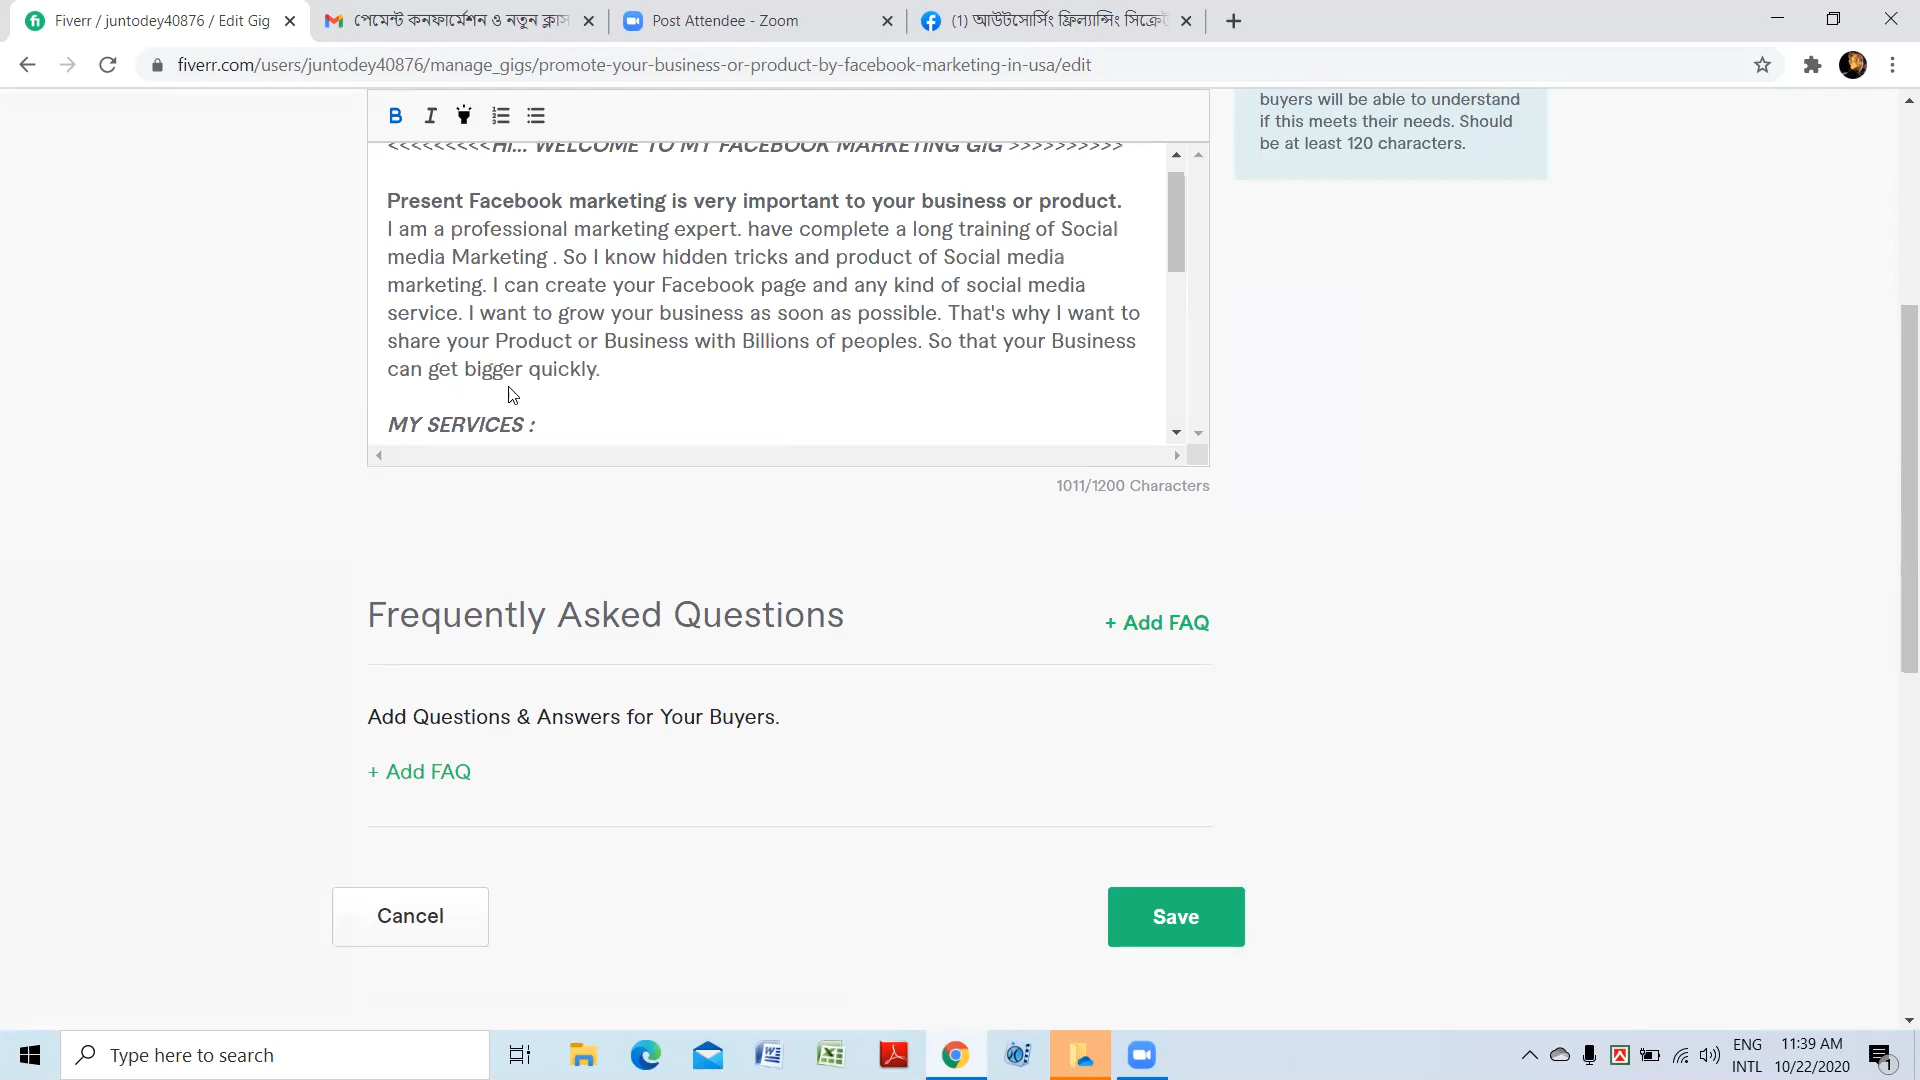 Fiverr / juntodey40876 / Edit Gig
পেমেন্ট কনফার্মেশন ও নতুন ক্লাস
Post Attendee - Zoom
(1) আউটসোর্সিং ফ্রিল্যান্সিং সিক্রেট
fiverr.com/users/juntodey40876/manage_gigs/promote-your-business-or-product-by-facebook-marketing-in-usa/edit
B I
buyers will be able to understand
if this meets their needs. Should
be at least 120 characters.
<<<<<<<<<Hi... WELCOME TO MY FACEBOOK MARKETING GIG >>>>>>>>>>
Present Facebook marketing is very important to your business or product.
I am a professional marketing expert. have complete a long training of Social
media Marketing . So I know hidden tricks and product of Social media
marketing. I can create your Facebook page and any kind of social media
service. I want to grow your business as soon as possible. That's why I want to
share your Product or Business with Billions of peoples. So that your Business
can get bigger quickly.
MY SERVICES :
1011/1200 Characters
Frequently Asked Questions
+ Add FAQ
Add Questions & Answers for Your Buyers.
+ Add FAQ
Cancel
Save
Type here to search
ENG
INTL
11:39 AM
10/22/2020
1